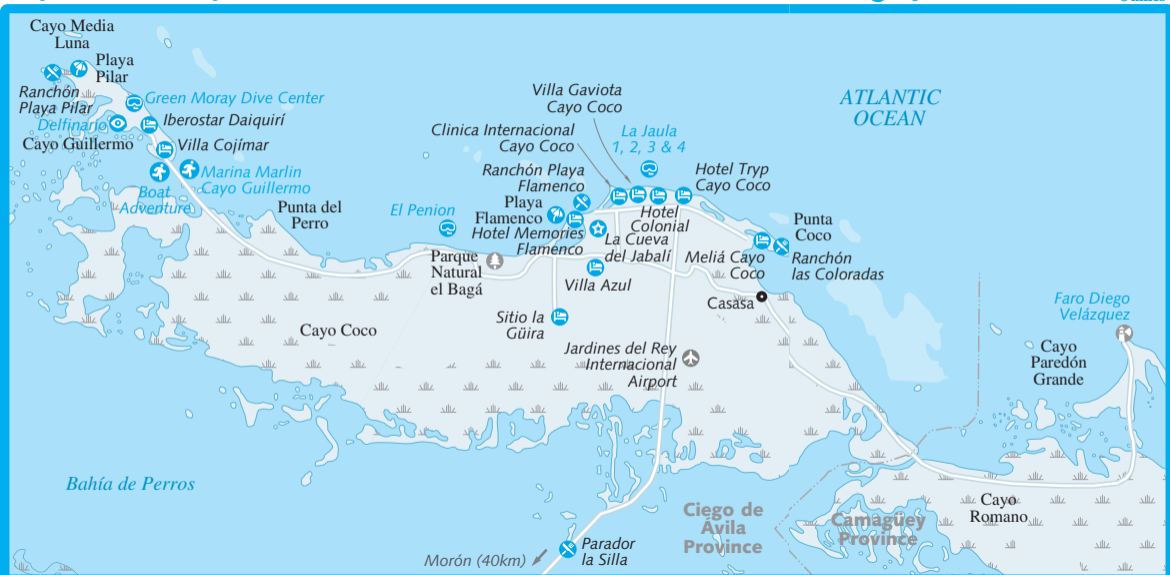 Cayo Media
Luna
Playa
Pilar
Ranchón
Playa Pilar
Green Moray Dive Center
Delfinario
Iberostar Daiquirí
Cayo Guillermo
Villa Cojímar
Marina Marlin
Cayo Guillermo
Boat
Adventure
Punta del
Perro
El Penion
Villa Gaviota
Cayo Coco
Clinica Internacional
Cayo Coco
La Jaula
1, 2, 3 & 4
Ranchón Playa
Flamenco
Hotel Tryp
Cayo Coco
Playa
Flamenco
Hotel Memories
Flamenco
Hotel
Colonial
La Cueva
del Jabalí
ATLANTIC
OCEAN
Punta
Coco
Meliá Cayo
Coco
Ranchón
las Coloradas
Parque
Natural
el Bagá
Villa Azul
Casasa
Sitio la
Güira
Cayo Coco
Jardines del Rey
Internacional
Airport
Faro Diego
Velázquez
Cayo
Paredón
Grande
Bahía de Perros
Ciego de
Ávila
Province
Camagüey
Province
Cayo
Romano
Morón (40km)
Parador
la Silla